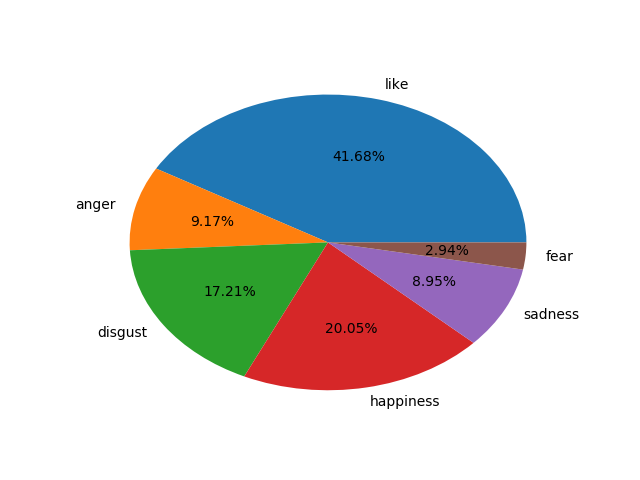 like
41.68%
anger
9.17%
2.94%
fear
8.95%
17.21%
sadness
disgust
20.05%
happiness